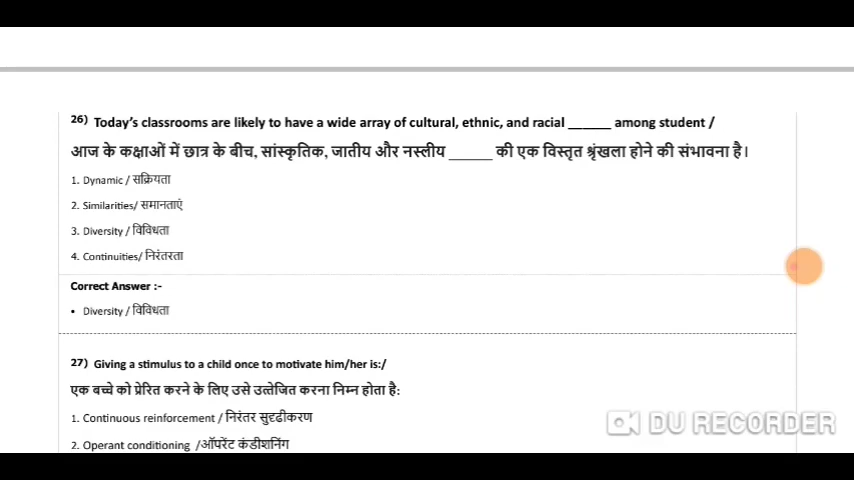 26) Today's classrooms are likely to have a wide array of cultural, ethnic, and racial ______ among student /
आज के कक्षाओं में छात्र के बीच, सांस्कृतिक, जातीय और नस्लीय ______ की एक विस्तृत श्रृंखला होने की संभावना है।
1. Dynamic / सक्रियता
2. Similarities/ समानताएं
3. Diversity / विविधता
4. Continuities/ निरंतरता
Correct Answer :-
• Diversity / विविधता
27) Giving a stimulus to a child once to motivate him/her is:/
एक बच्चे को प्रेरित करने के लिए उसे उत्तेजित करना निम्न होता है:
1. Continuous reinforcement / निरंतर सुदृढीकरण
2. Operant conditioning /ऑपरेंट कंडीशनिंग
DU RECORDER